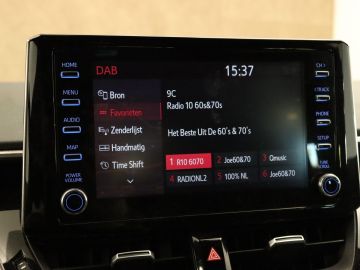 DAB
15:37
HOME
MENU
AUDIO
MAP
POWER
VOLUME
Bron
Favorieten
Zenderlijst
Handmatig
Time Shift
9C
Radio 10 60s&70s
Het Beste Uit De 60's & 70's
1 R10 6070
2 Joe60&70
3 Qmusic
4 RADIONL2
5 100% NL
6 Joe60&70
CH
TRACK
PHONE
SETUP
TUNE
SCROLL